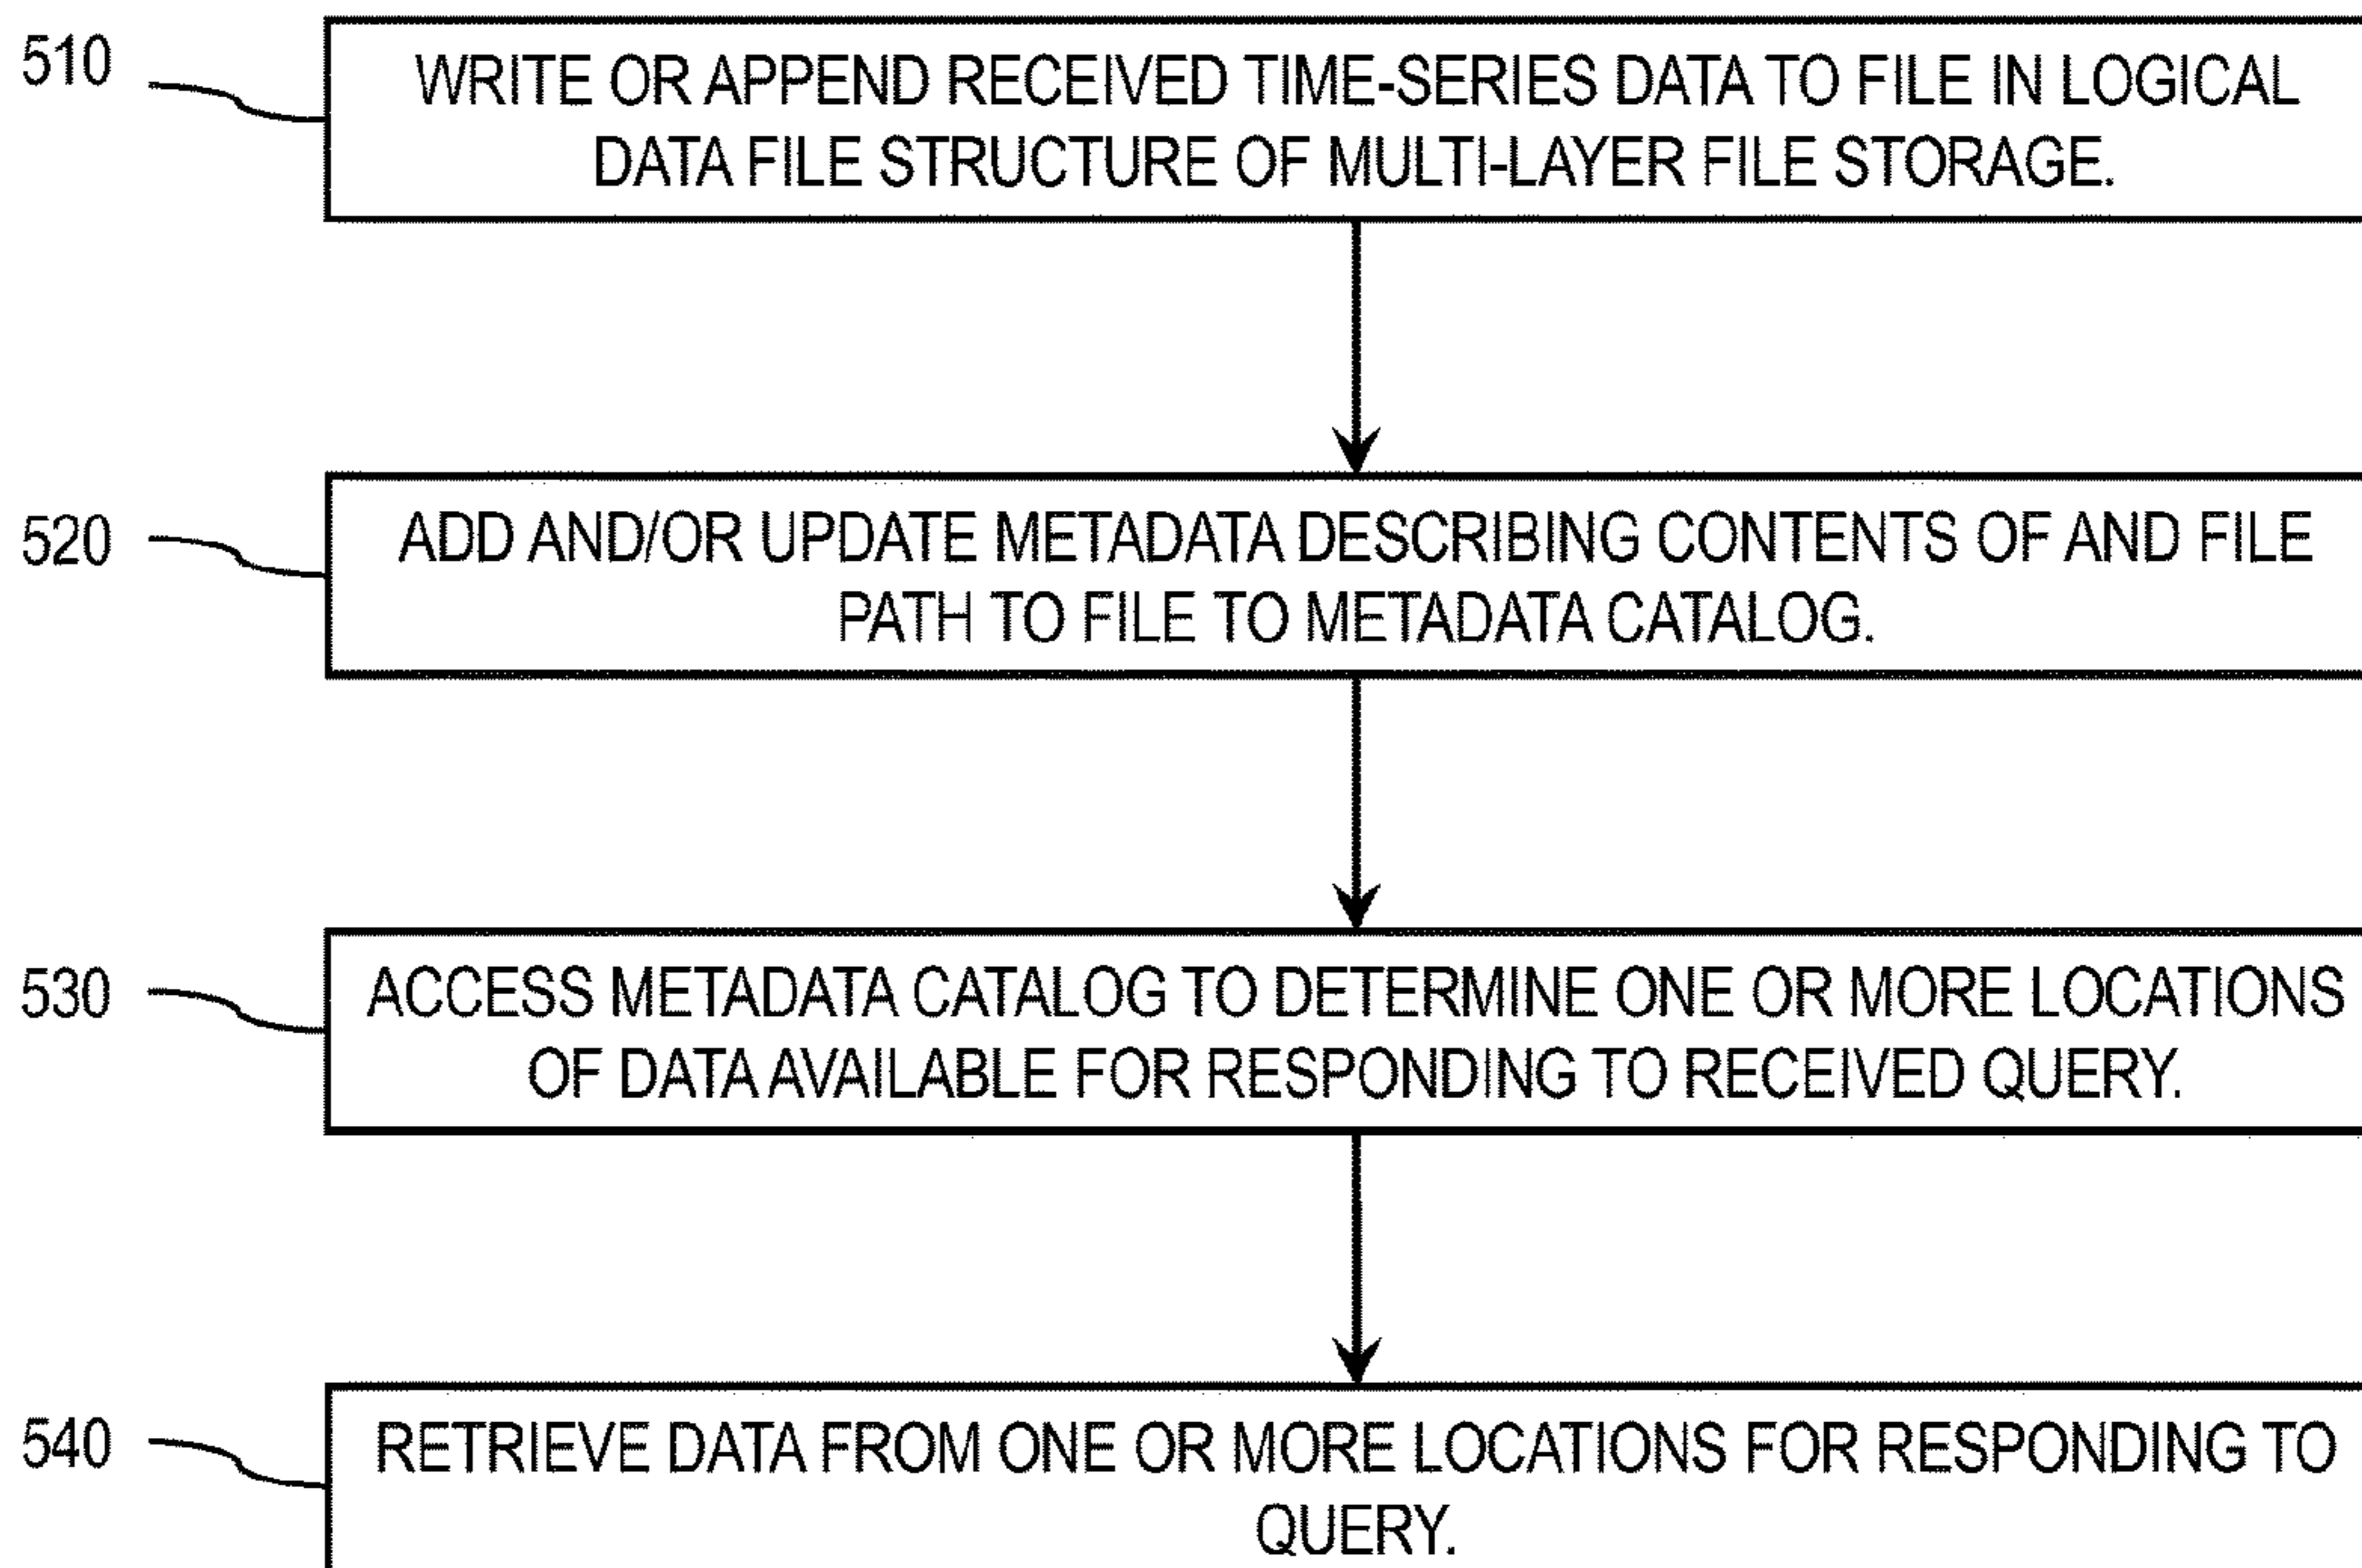 510
WRITE OR APPEND RECEIVED TIME-SERIES DATA TO FILE IN LOGICAL
DATA FILE STRUCTURE OF MULTI-LAYER FILE STORAGE.
520
ADD AND/OR UPDATE METADATA DESCRIBING CONTENTS OF AND FILE
PATH TO FILE TO METADATA CATALOG.
530
ACCESS METADATA CATALOG TO DETERMINE ONE OR MORE LOCATIONS
OF DATA AVAILABLE FOR RESPONDING TO RECEIVED QUERY.
540
RETRIEVE DATA FROM ONE OR MORE LOCATIONS FOR RESPONDING TO
QUERY.